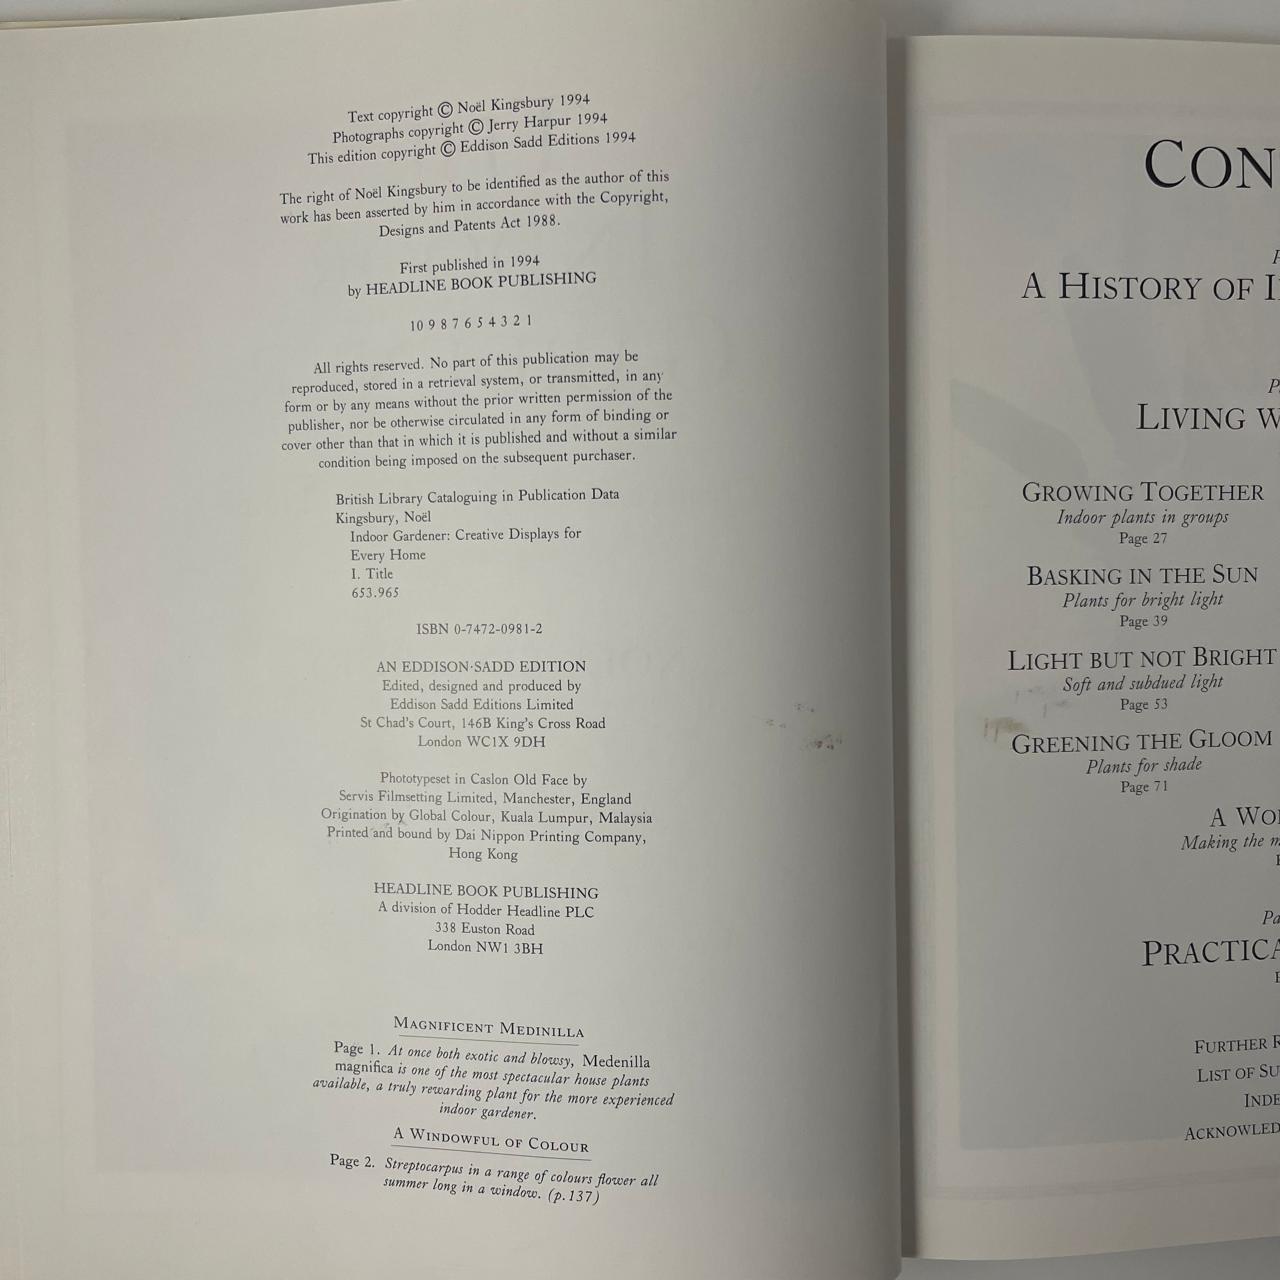 Text copyright © Noël Kingsbury 1994
Photographs copyright © Jerry Harpur 1994
This edition copyright © Eddison Sadd Editions 1994
The right of Noël Kingsbury to be identified as the author of this
work has been asserted by him in accordance with the Copyright,
Designs and Patents Act 1988.
First published in 1994
by HEADLINE BOOK PUBLISHING
10 9 8 7 6 5 4 3 2 1
All rights reserved. No part of this publication may be
reproduced, stored in a retrieval system, or transmitted, in any
form or by any means without the prior written permission of the
publisher, nor be otherwise circulated in any form of binding or
cover other than that in which it is published and without a similar
condition being imposed on the subsequent purchaser.
British Library Cataloguing in Publication Data
Kingsbury, Noël
Indoor Gardener: Creative Displays for
Every Home
I. Title
653.965
ISBN 0-7472-0981-2
AN EDDISON·SADD EDITION
Edited, designed and produced by
Eddison Sadd Editions Limited
St Chad's Court, 146B King's Cross Road
London WC1X 9DH
Phototypeset in Caslon Old Face by
Servis Filmsetting Limited, Manchester, England
Origination by Global Colour, Kuala Lumpur, Malaysia
Printed and bound by Dai Nippon Printing Company,
Hong Kong
HEADLINE BOOK PUBLISHING
A division of Hodder Headline PLC
338 Euston Road
London NW1 3BH
MAGNIFICENT MEDINILLA
Page 1. At once both exotic and blowsy, Medenilla
magnifica is one of the most spectacular house plants
available, a truly rewarding plant for the more experienced
indoor gardener.
A WINDOWFUL OF COLOUR
Page 2. Streptocarpus in a range of colours flower all
summer long in a window. (p.137)
CON
A HISTORY OF I
LIVING W
GROWING TOGETHER
Indoor plants in groups
Page 27
BASKING IN THE SUN
Plants for bright light
Page 39
LIGHT BUT NOT BRIGHT
Soft and subdued light
Page 53
GREENING THE GLOOM
Plants for shade
Page 71
A WO
Making the m
Pa
PRACTICA
FURTHER R
LIST OF SU
INDE
ACKNOWLED